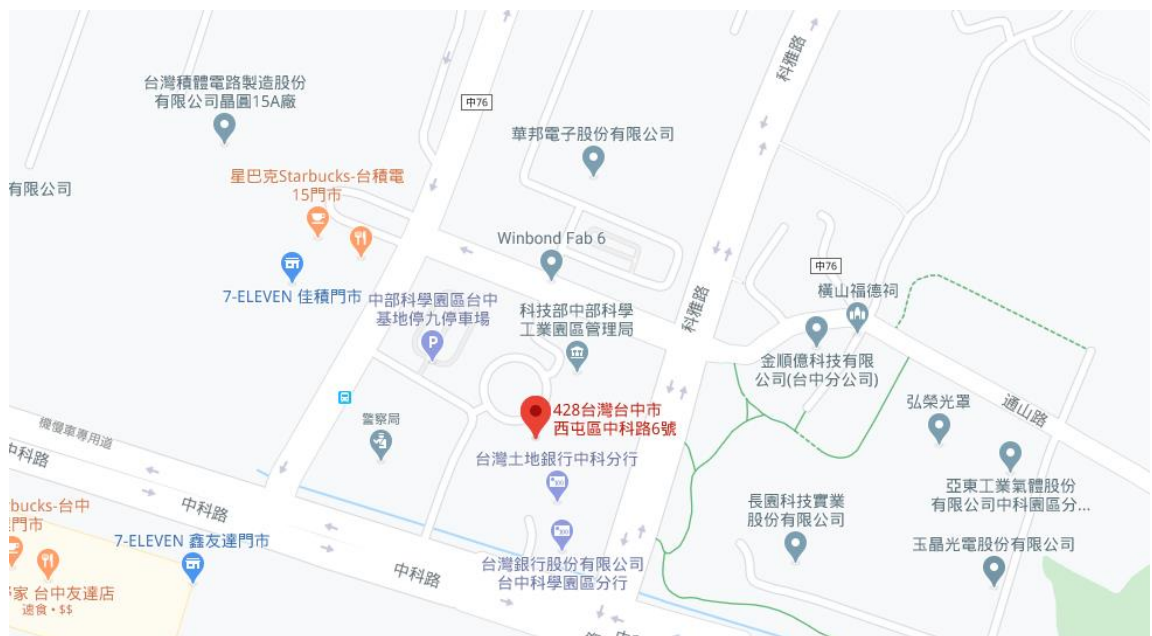 台灣積體電路製造股份
有限公司晶圓15A廠
中76
科雅路
華邦電子股份有限公司
有限公司
星巴克Starbucks-台積電
15門市
Winbond Fab 6
中76
7-ELEVEN 佳積門市
中部科學園區台中
基地停九停車場
P
科技部中部科學
工業園區管理局
科雅路
橫山福德祠
金順億科技有限
公司(台中分公司)
通山路
弘榮光罩
428台灣台中市
西屯區中科路6號
警察局
機慢車專用道
中科路
台灣土地銀行中科分行
亞東工業氣體股份
有限公司中科園區分...
長園科技實業
股份有限公司
rbucks-台中
門市
中科路
7-ELEVEN 鑫友達門市
中科路
台灣銀行股份有限公司
台中科學園區分行
玉晶光電股份有限公司
家 台中友達店
速食・$$